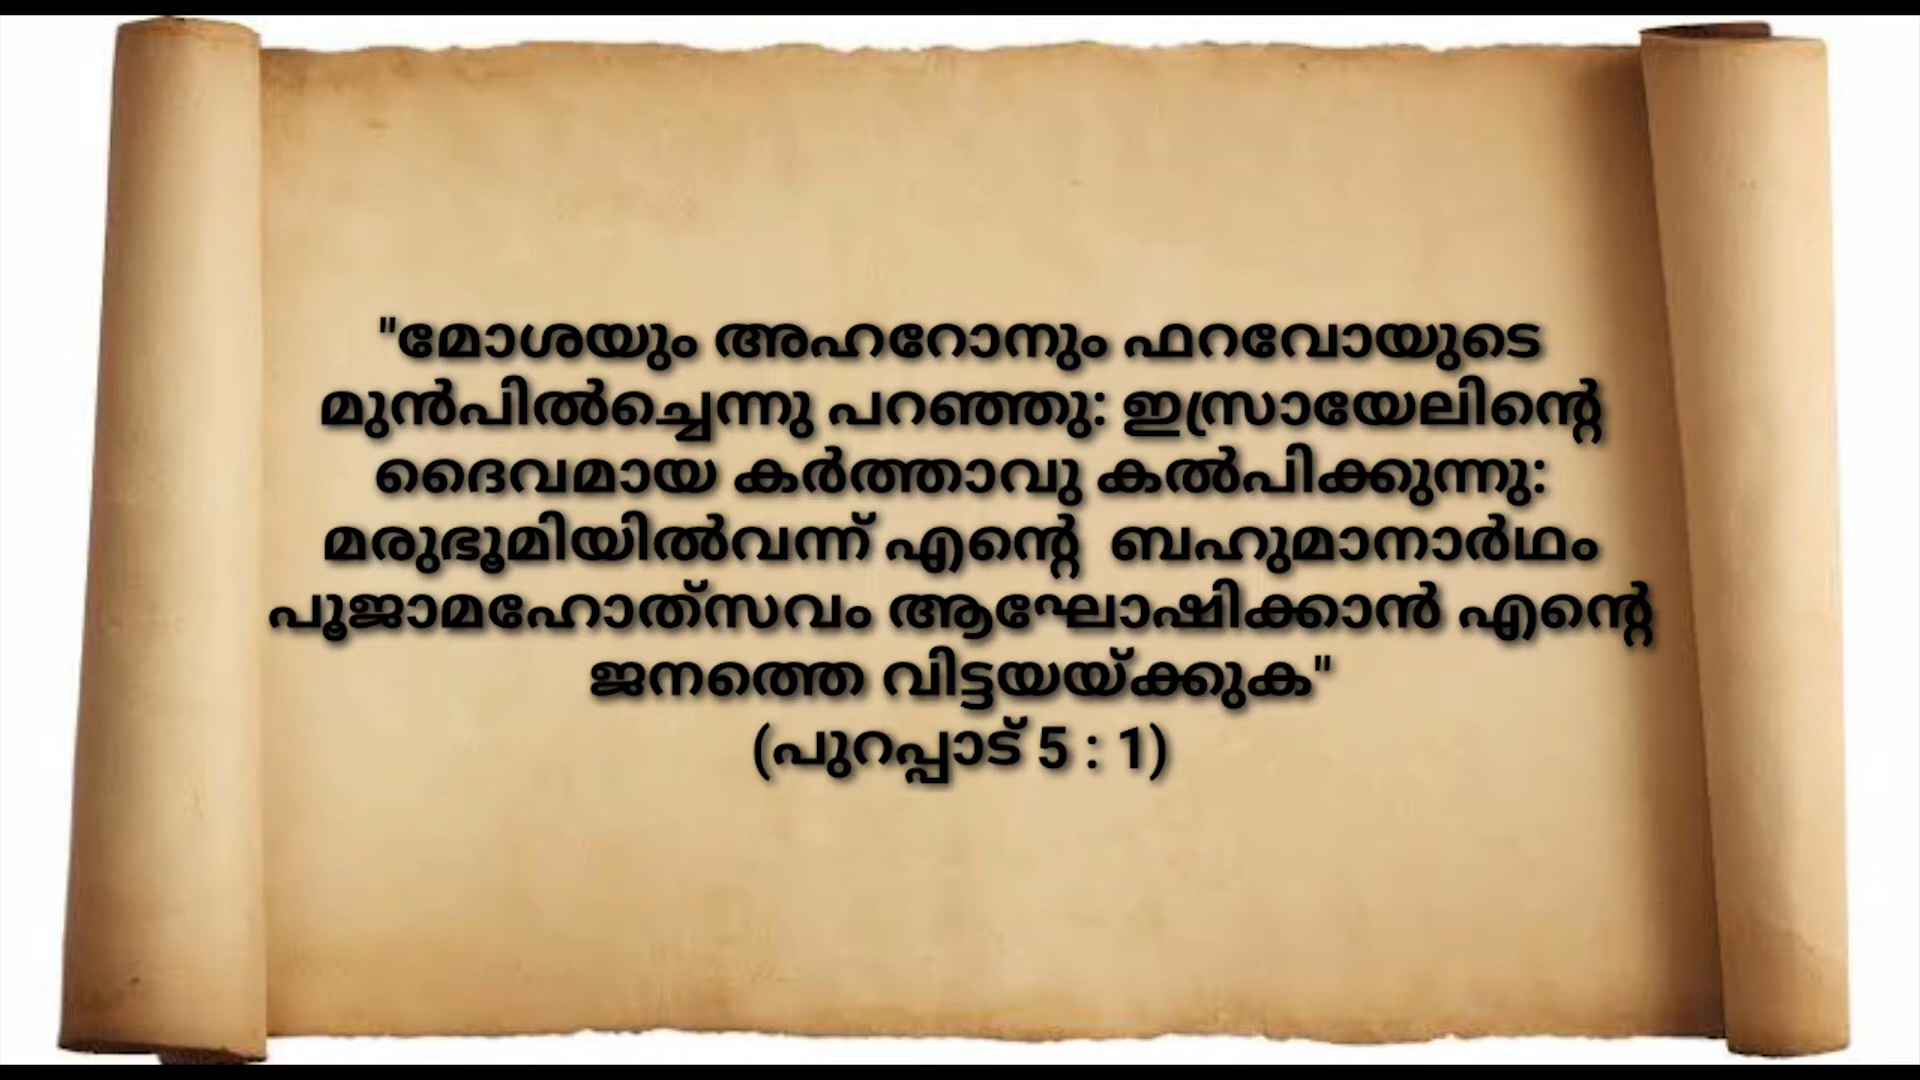 "മോശയും അഹറോനും ഫറവോയുടെ
മുൻപിൽച്ചെന്നു പറഞ്ഞു: ഇസ്രായേലിന്റെ
ദൈവമായ കർത്താവു കൽപിക്കുന്നു:
മരുഭൂമിയിൽവന്ന് എന്റെ  ബഹുമാനാർഥം
പൂജാമഹോത്സവം ആഘോഷിക്കാൻ എന്റെ
ജനത്തെ വിട്ടയയ്ക്കുക"
(പുറപ്പാട് 5 : 1)